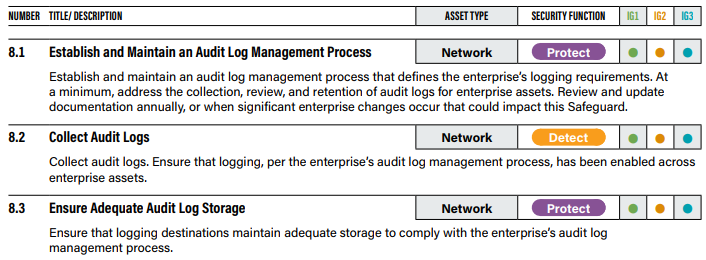 NUMBER TITLE/ DESCRIPTION ASSET TYPE SECURITY FUNCTION IG1 IG2 IG3
8.1 Establish and Maintain an Audit Log Management Process Network Protect
Establish and maintain an audit log management process that defines the enterprise's logging requirements. At
a minimum, address the collection, review, and retention of audit logs for enterprise assets. Review and update
documentation annually, or when significant enterprise changes occur that could impact this Safeguard.
8.2 Collect Audit Logs Network Detect
Collect audit logs. Ensure that logging, per the enterprise's audit log management process, has been enabled across
enterprise assets.
8.3 Ensure Adequate Audit Log Storage Network Protect
Ensure that logging destinations maintain adequate storage to comply with the enterprise's audit log
management process.